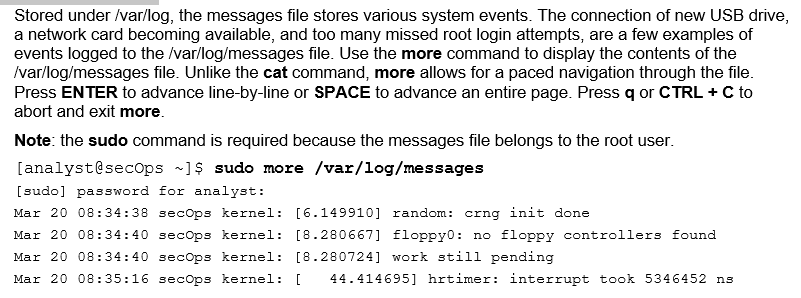 Stored under /var/log, the messages file stores various system events. The connection of new USB drive,
a network card becoming available, and too many missed root login attempts, are a few examples of
events logged to the /var/log/messages file. Use the more command to display the contents of the
/var/log/messages file. Unlike the cat command, more allows for a paced navigation through the file.
Press ENTER to advance line-by-line or SPACE to advance an entire page. Press q or CTRL + C to
abort and exit more.
Note: the sudo command is required because the messages file belongs to the root user.
[analyst@secOps ~]$ sudo more /var/log/messages
[sudo] password for analyst:
Mar 20 08:34:38 secOps kernel: [6.149910] random: crng init done
Mar 20 08:34:40 secOps kernel: [8.280667] floppy0: no floppy controllers found
Mar 20 08:34:40 secOps kernel: [8.280724] work still pending
Mar 20 08:35:16 secOps kernel: [   44.414695] hrtimer: interrupt took 5346452 ns